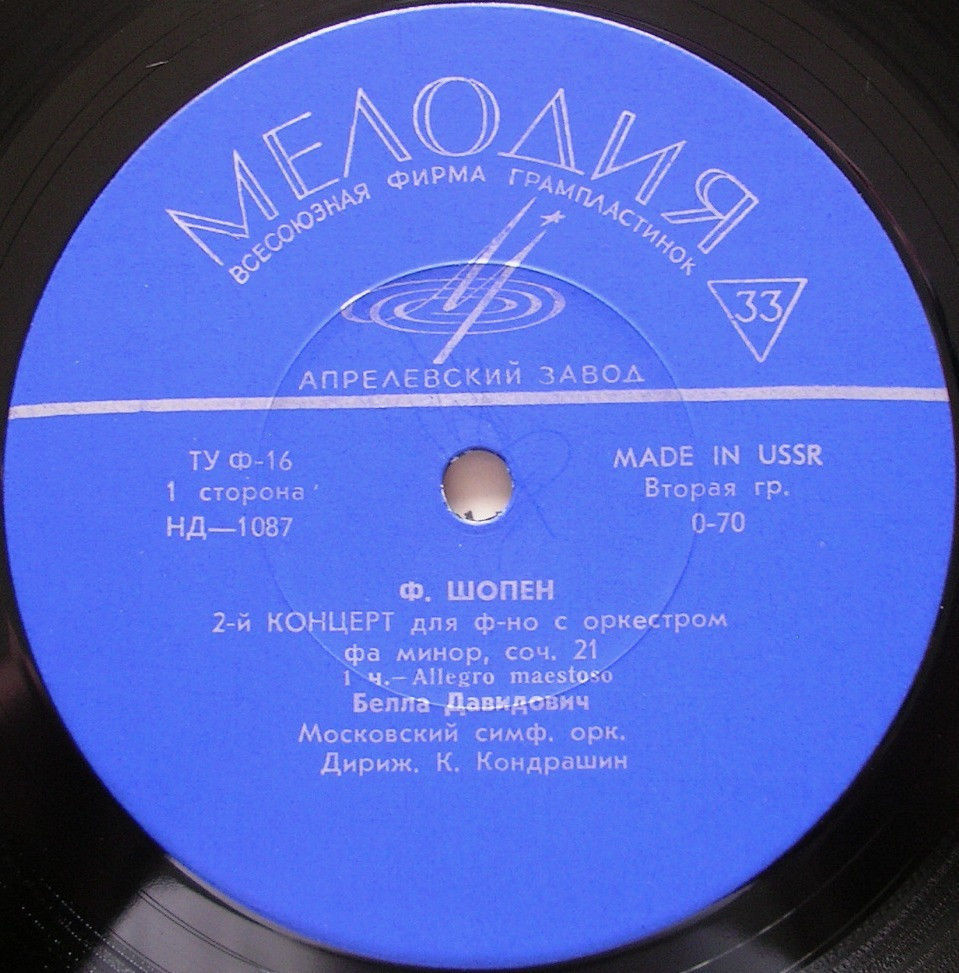 МЕЛОДИЯ
ВСЕСОЮЗНАЯ ФИРМА ГРАМПЛАСТИНОК
33
АПРЕЛЕВСКИЙ ЗАВОД
ТУ Ф-16
1 сторона
НД—1087
MADE IN USSR
Вторая гр.
0-70
Ф. ШОПЕН
2-й КОНЦЕРТ для ф-но с оркестром
фа минор, соч. 21
1 ч.–Allegro maestoso
Белла Давидович
Московский симф. орк.
Дириж. К. Кондрашин